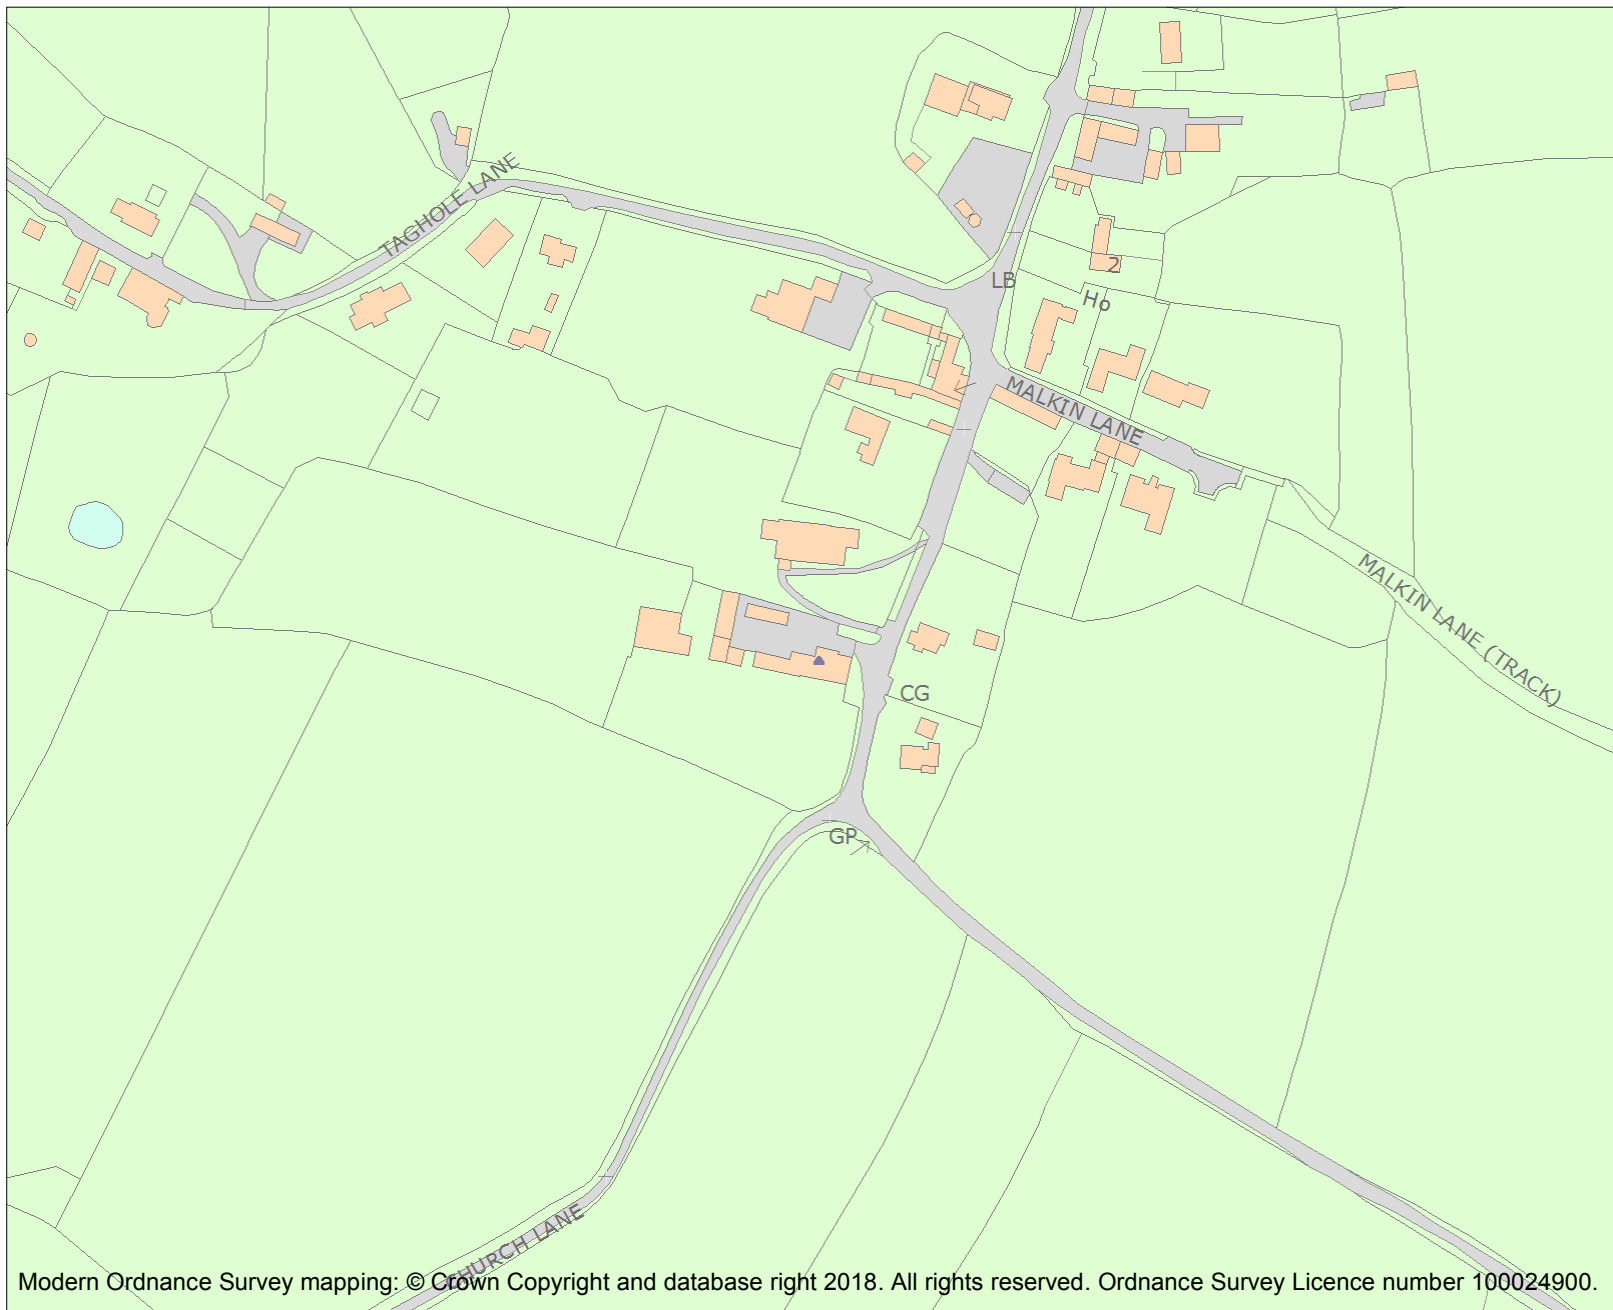 TAGHOLE LANE
LB
2
Ho
MALKIN LANE
MALKIN LANE (TRACK)
CG
GP
CHURCH LANE
Modern Ordnance Survey mapping: © Crown Copyright and database right 2018. All rights reserved. Ordnance Survey Licence number 100024900.